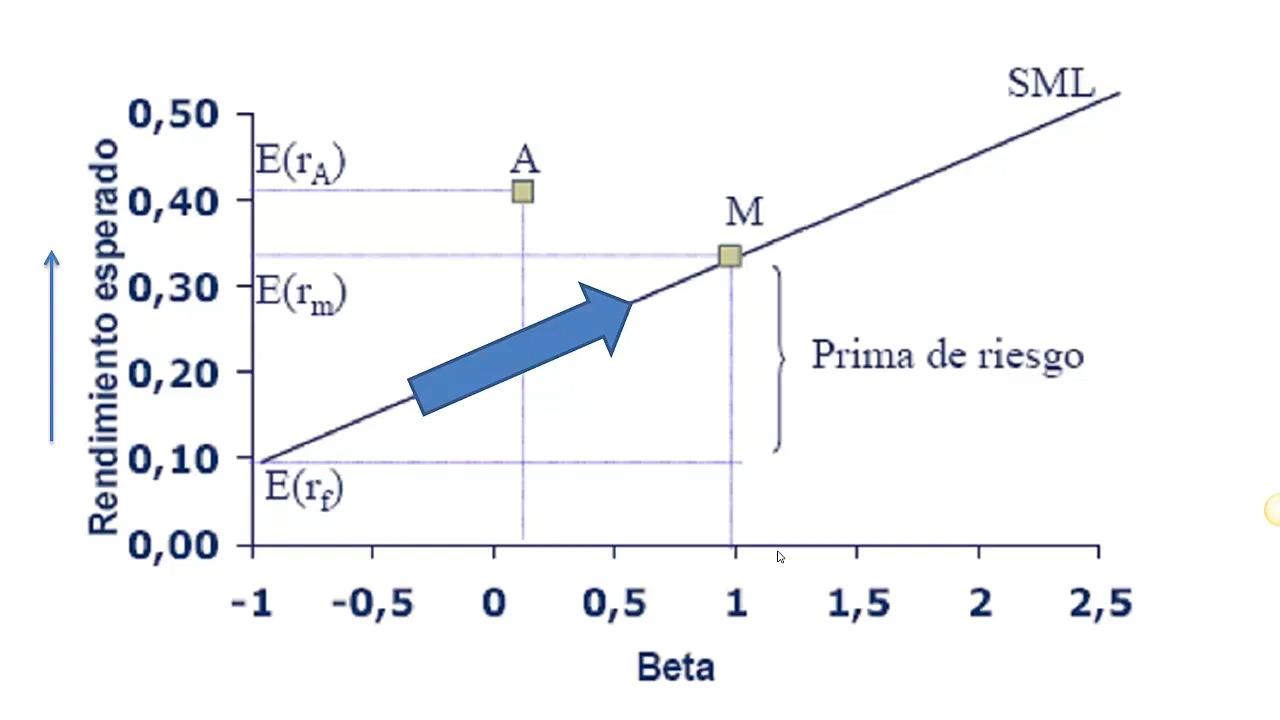 SML
0,50
E(rA)
A
0,40
M
0,30
E(rm)
Prima de riesgo
0,20
0,10
E(rf)
0,00
Rendimiento esperado
-1 -0,5 0 0,5 1 1,5 2 2,5
Beta